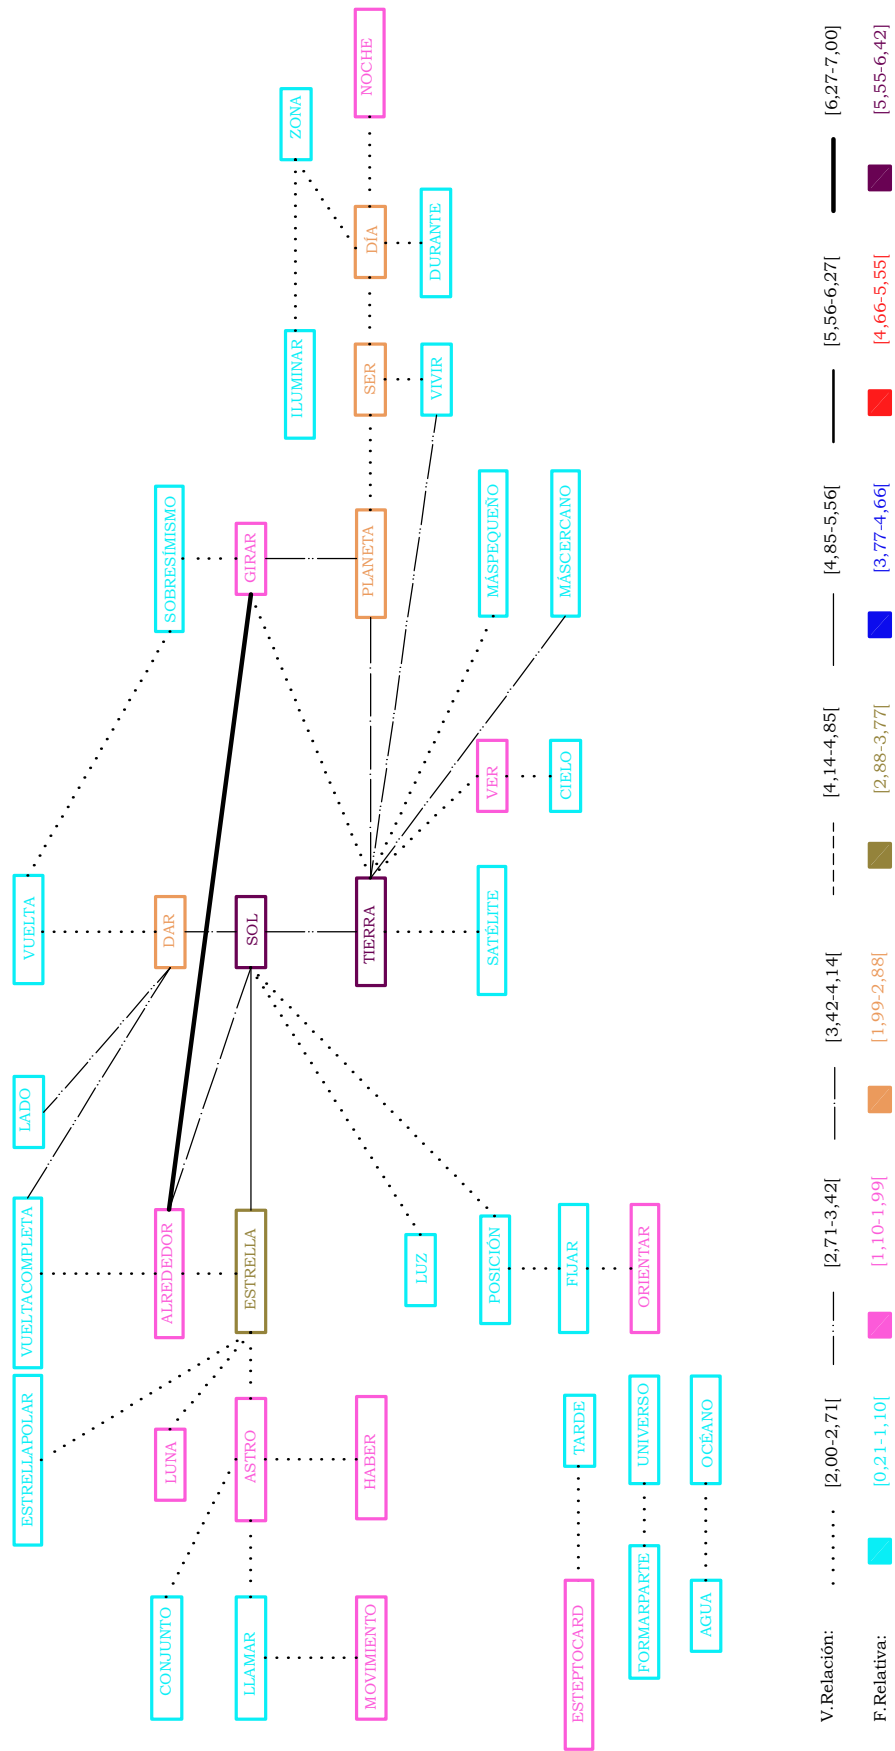 VUELTA
LADO
VUELTACOMPLETA
ESTRELLAPOLAR
SOBRESÍMISMO
DAR
ALREDEDOR
LUNA
CONJUNTO
GIRAR
SOL
ESTRELLA
ASTRO
LLAMAR
ZONA
ILUMINAR
NOCHE
DÍA
SER
PLANETA
TIERRA
HABER
MOVIMIENTO
DURANTE
VIVIR
LUZ
MÁSPEQUEÑO
VER
SATÉLITE
POSICIÓN
MÁSCERCANO
CIELO
FIJAR
ORIENTAR
ESTEPTOCARD
TARDE
FORMARPARTE
UNIVERSO
AGUA
OCÉANO
V.Relación: [2,00-2,71[ [2,71-3,42[ [3,42-4,14[ [4,14-4,85[ [4,85-5,56[ [5,56-6,27[ [6,27-7,00]
F.Relativa: [0,21-1,10[ [1,10-1,99[ [1,99-2,88[ [2,88-3,77[ [3,77-4,66[ [4,66-5,55[ [5,55-6,42]